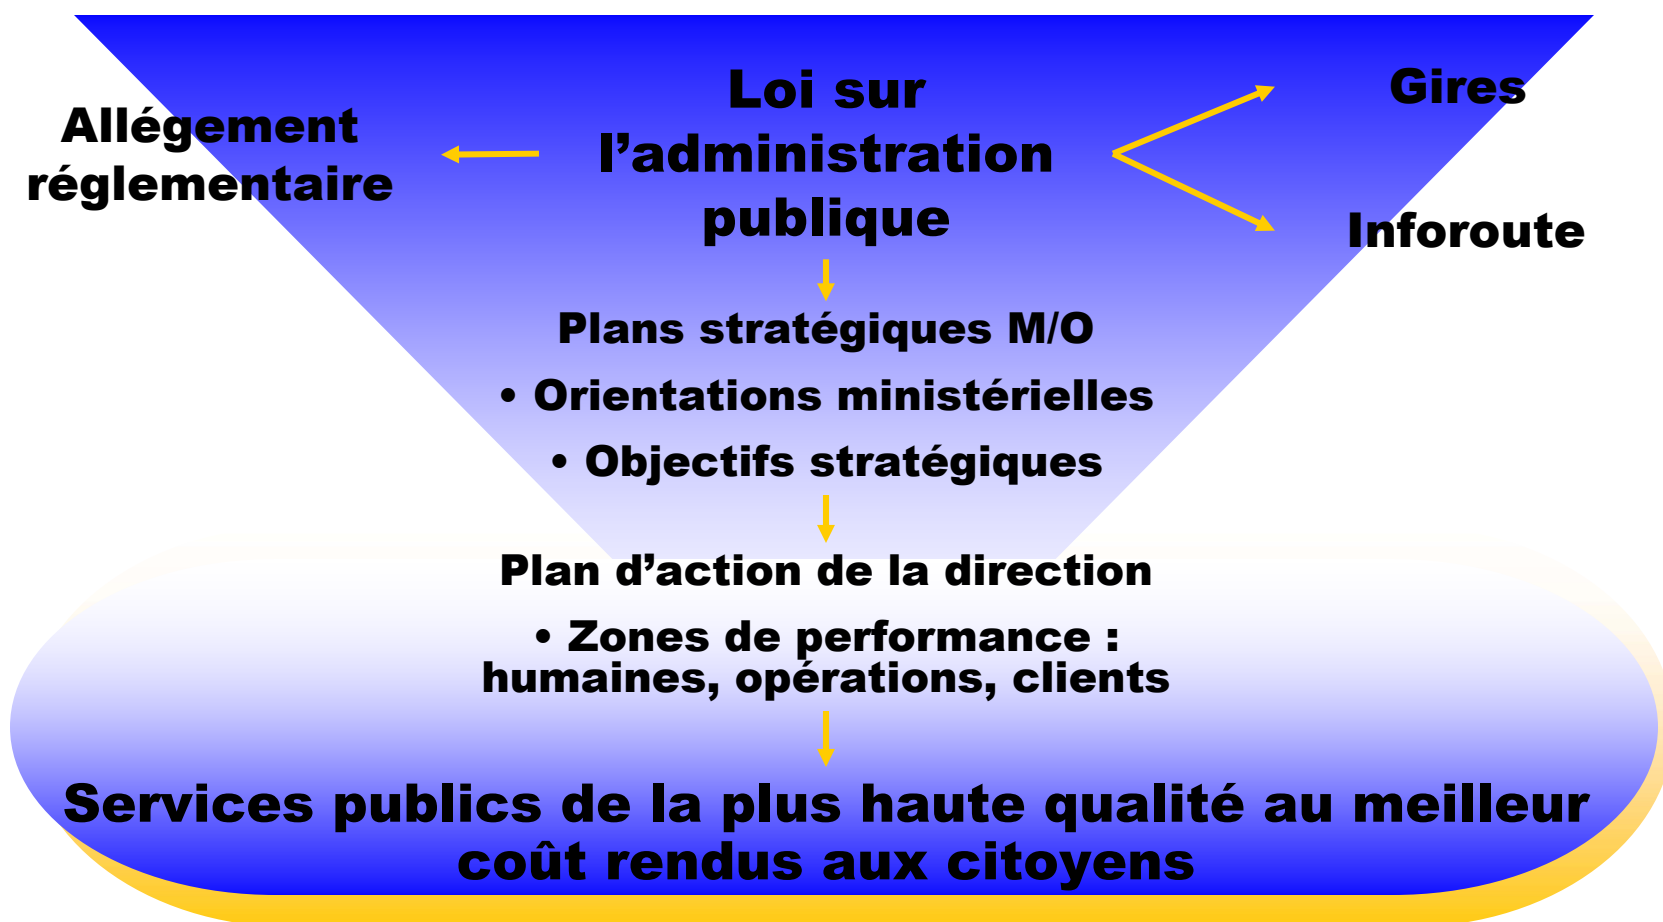 Loi sur
l’administration
publique
Allégement
réglementaire
Gires
Inforoute
Plans stratégiques M/O
• Orientations ministérielles
• Objectifs stratégiques
Plan d’action de la direction
• Zones de performance :
humaines, opérations, clients
Services publics de la plus haute qualité au meilleur
coût rendus aux citoyens